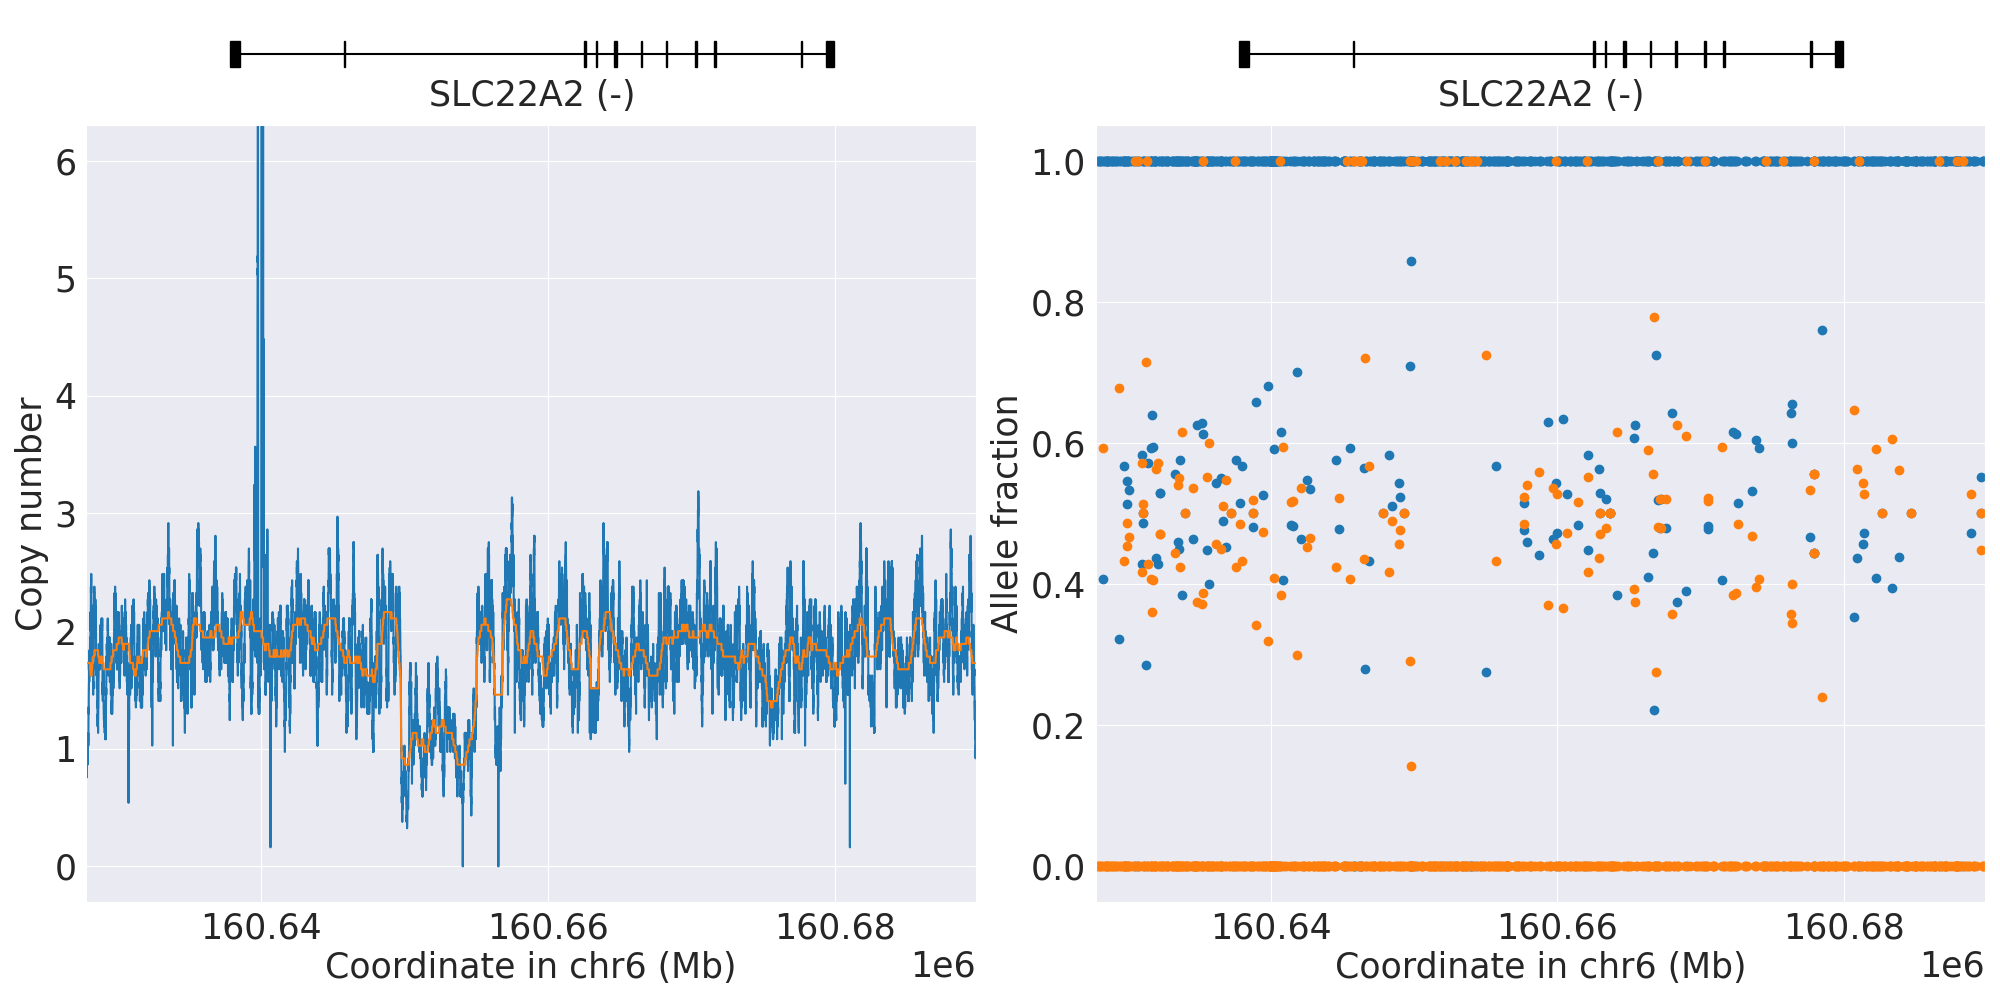 SLC22A2 (-)
6
5
4
3
2
1
0
Copy number
160.64
160.66
160.68
Coordinate in chr6 (Mb)
1e6
SLC22A2 (-)
1.0
0.8
0.6
0.4
0.2
0.0
Allele fraction
160.64
160.66
160.68
Coordinate in chr6 (Mb)
1e6